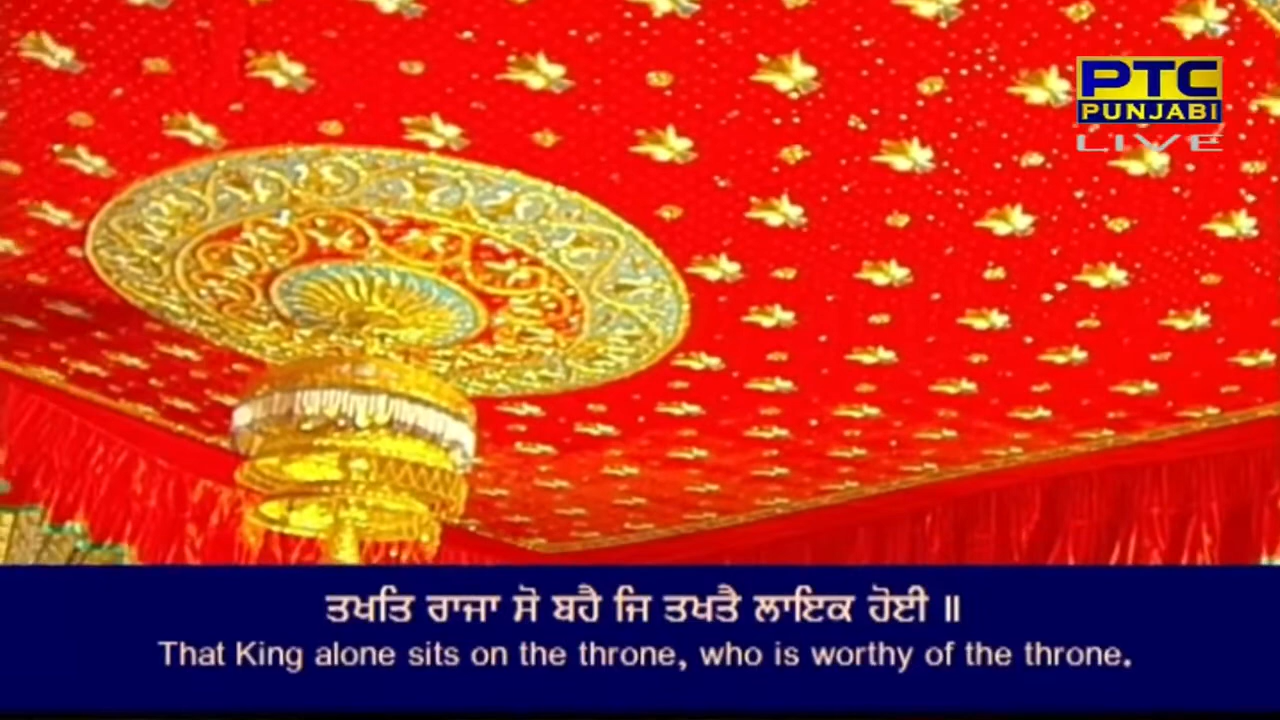 PTC
PUNJABI
LIVE
ਤਖਤਿ ਰਾਜਾ ਸੋ ਬਹੈ ਜਿ ਤਖਤੈ ਲਾਇਕ ਹੋਈ ॥
That King alone sits on the throne, who is worthy of the throne.